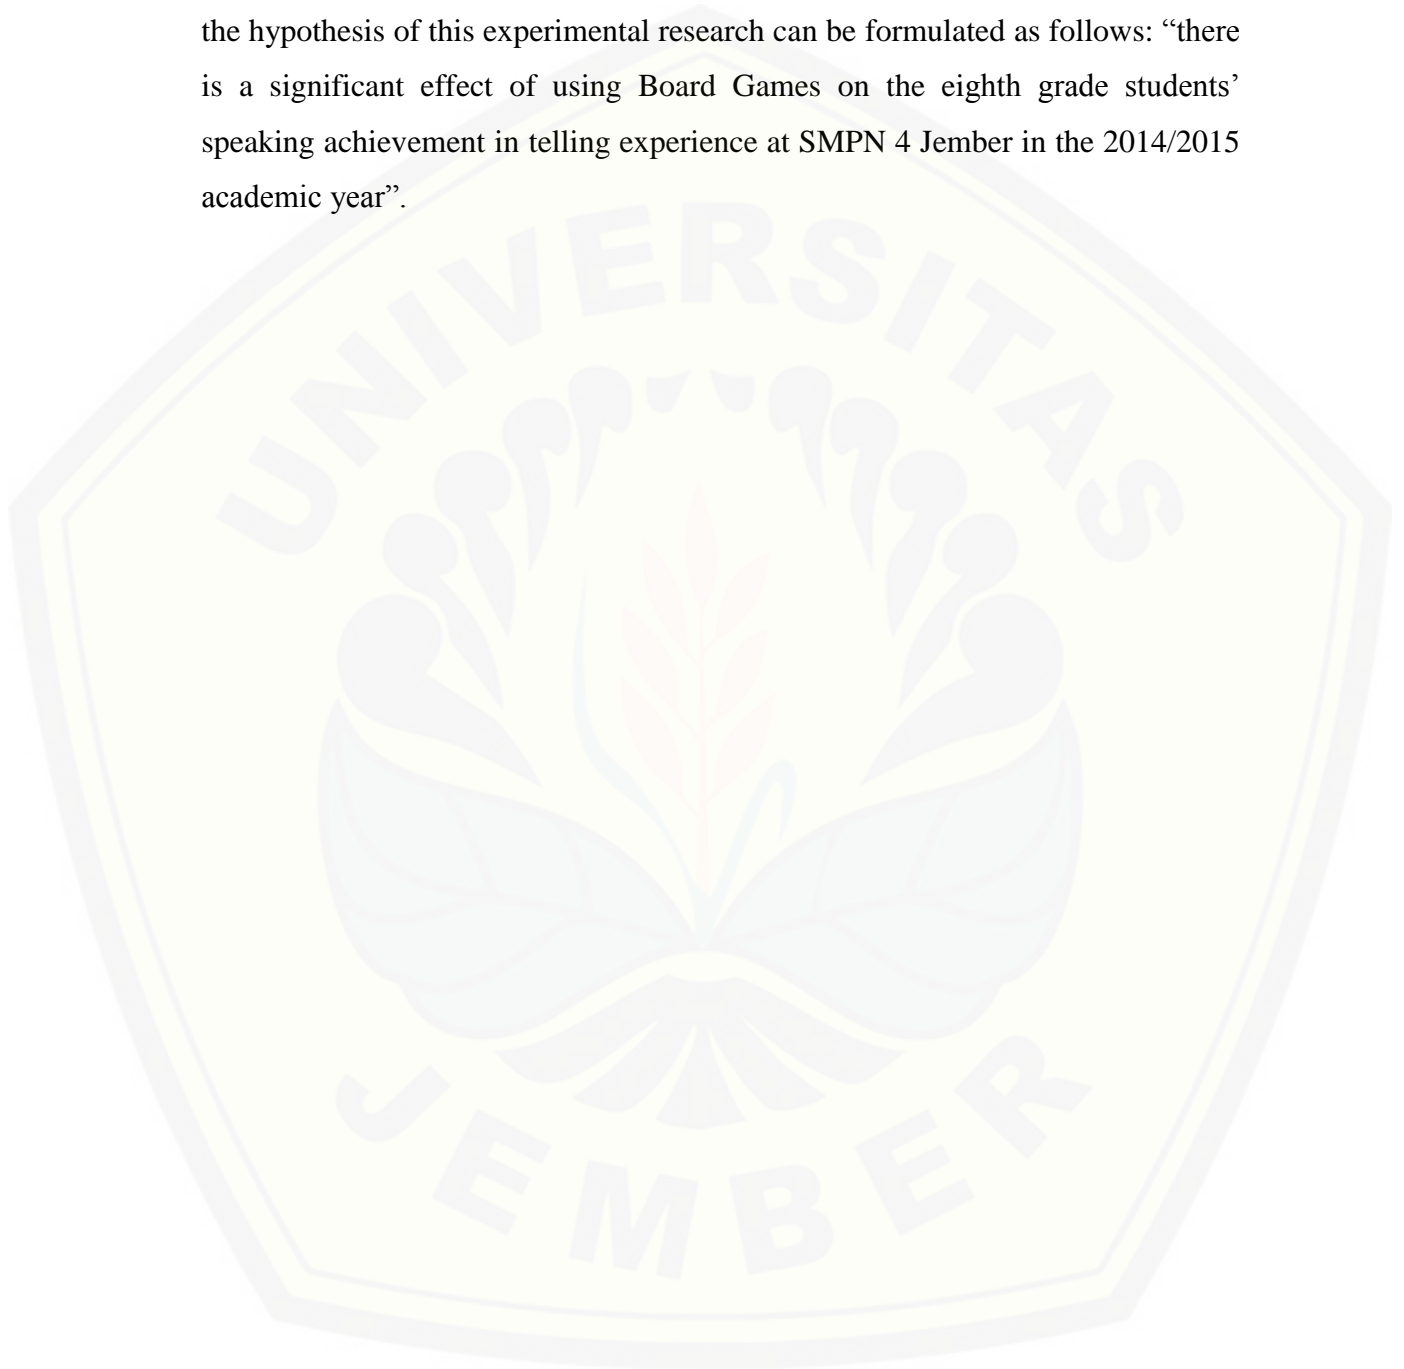 the hypothesis of this experimental research can be formulated as follows: “there
is a significant effect of using Board Games on the eighth grade students’
speaking achievement in telling experience at SMPN 4 Jember in the 2014/2015
academic year”.
UNIVERSITAS
JEMBER